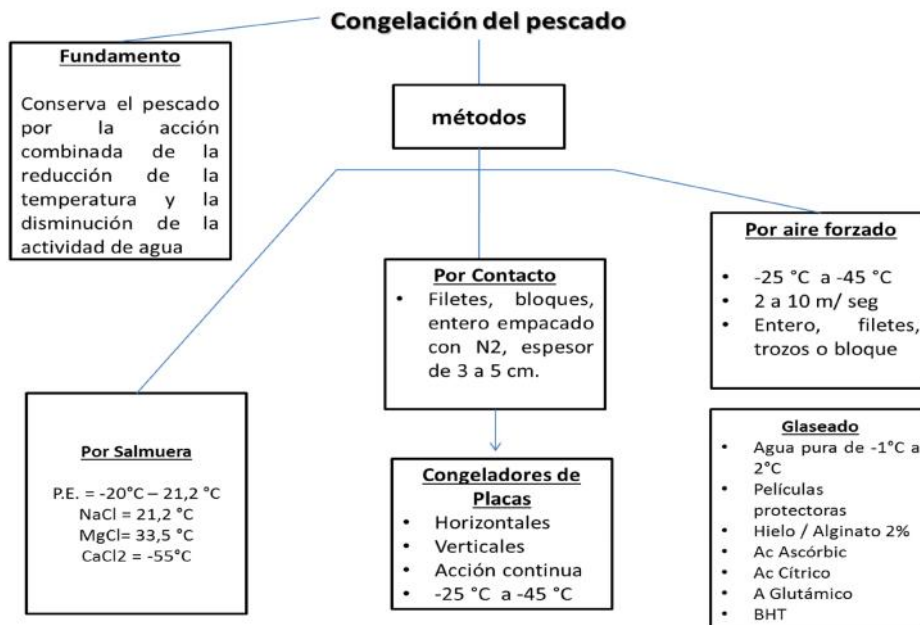 Congelación del pescado
Fundamento
Conserva el pescado
por la acción
combinada de la
reducción de la
temperatura y la
disminución de la
actividad de agua
métodos
Por Contacto
• Filetes, bloques,
entero empacado
con N2, espesor
de 3 a 5 cm.
Por aire forzado
• -25 °C a -45 °C
• 2 a 10 m/ seg
• Entero, filetes,
trozos o bloque
Por Salmuera
P.E. = -20°C – 21,2 °C
NaCl = 21,2 °C
MgCl= 33,5 °C
CaCl2 = -55°C
Congeladores de
Placas
• Horizontales
• Verticales
• Acción continua
• -25 °C a -45 °C
Glaseado
• Agua pura de -1°C a
2°C
• Películas
protectoras
• Hielo / Alginato 2%
• Ac Ascórbic
• Ac Cítrico
• A Glutámico
• BHT